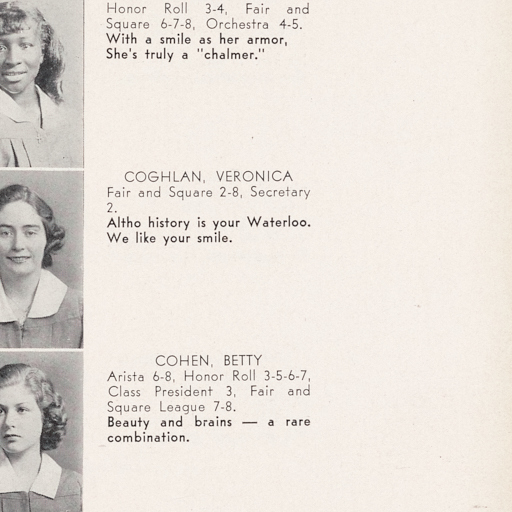 Honor Roll 3-4, Fair and
Square 6-7-8, Orchestra 4-5.
With a smile as her armor,
She's truly a "chalmer."
COGHLAN, VERONICA
Fair and Square 2-8, Secretary
2.
Altho history is your Waterloo.
We like your smile.
COHEN, BETTY
Arista 6-8, Honor Roll 3-5-6-7,
Class President 3, Fair and
Square League 7-8.
Beauty and brains — a rare
combination.